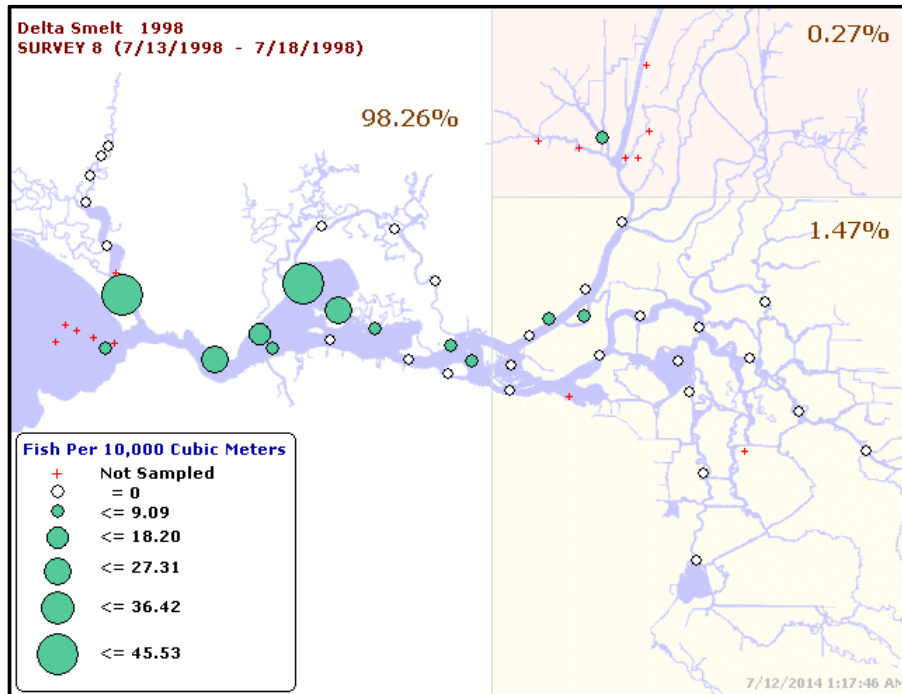 Delta Smelt 1998
SURVEY 8 (7/13/1998 - 7/18/1998)
0.27%
98.26%
1.47%
Fish Per 10,000 Cubic Meters
Not Sampled
= 0
<= 9.09
<= 18.20
<= 27.31
<= 36.42
<= 45.53
7/12/2014 1:17:46 AM